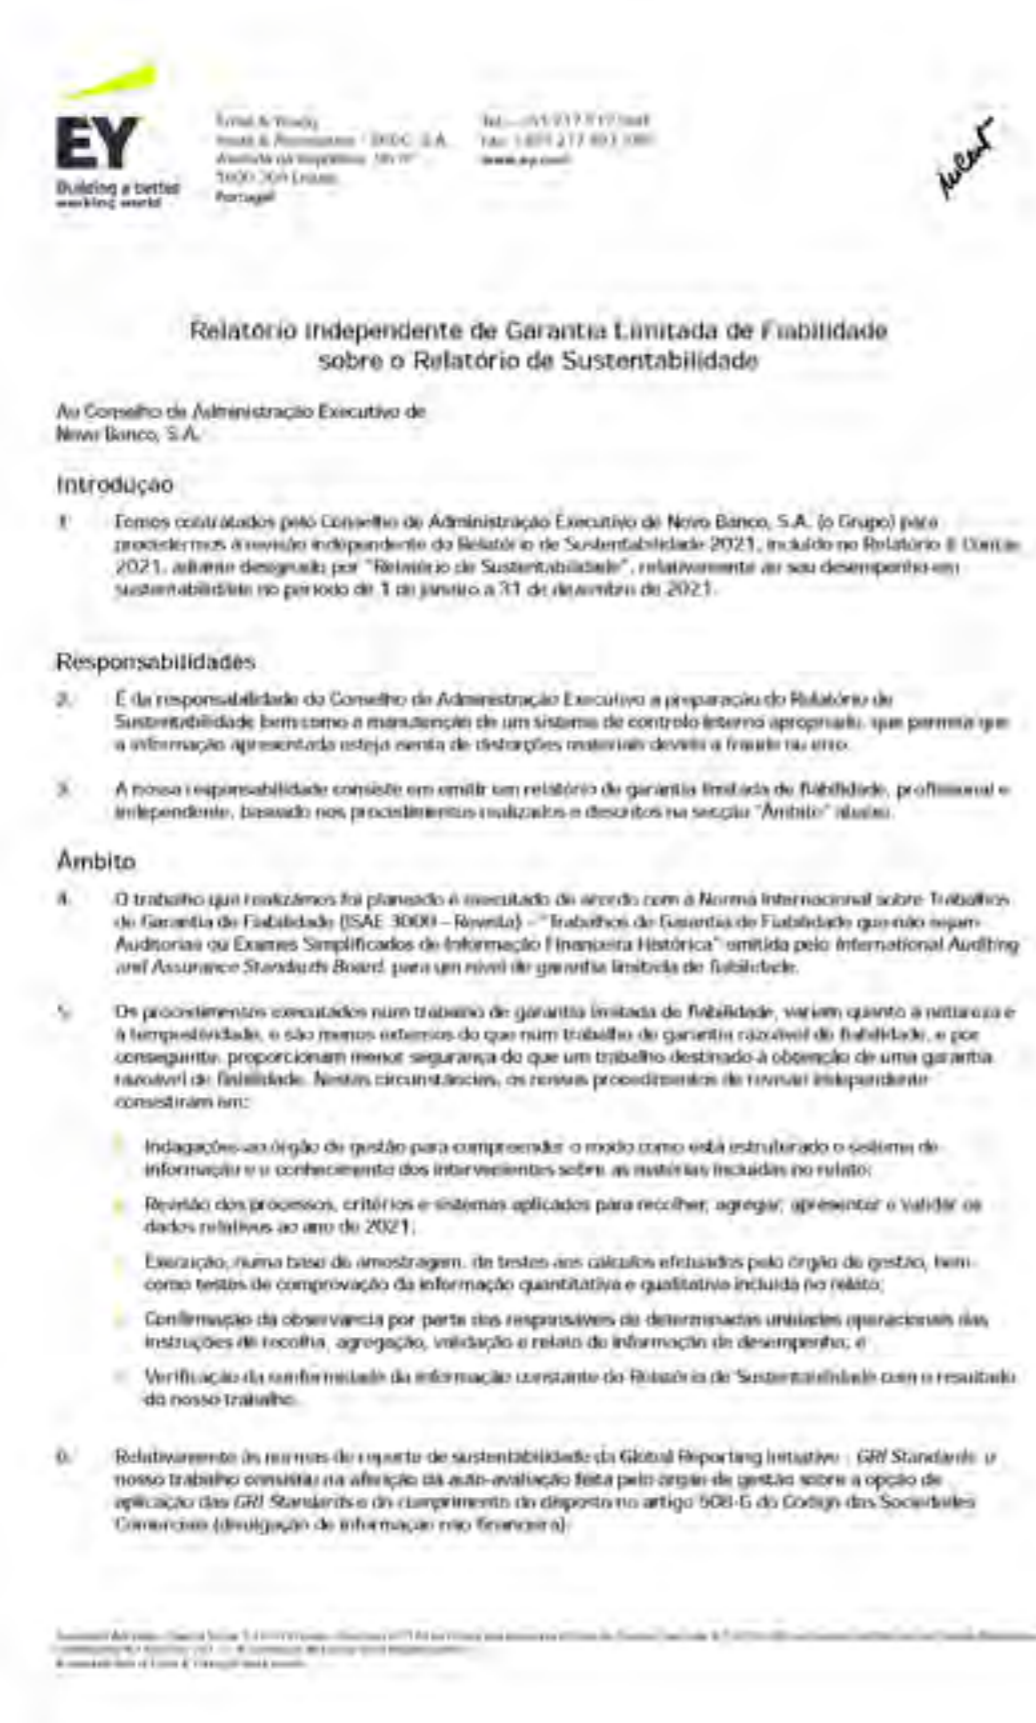 EY
Building a better
working world
Ernst & Young
Audit & Associados - SROC, S.A.
Avenida da República,
Portugal
www.ey.com
Relatório Independente de Garantia Limitada de Fiabilidade
sobre o Relatório de Sustentabilidade
Ao Conselho de Administração Executivo de
Novo Banco, S.A.
Introdução
1. Fomos contratados pelo Conselho de Administração Executivo de Novo Banco, S.A. (o Grupo) para
procedermos à revisão independente do Relatório de Sustentabilidade 2021, incluído no Relatório e Contas
2021, adiante designado por "Relatório de Sustentabilidade", relativamente ao seu desempenho em
sustentabilidade no período de 1 de janeiro a 31 de dezembro de 2021.
Responsabilidades
2. É da responsabilidade do Conselho de Administração Executivo a preparação do Relatório de
Sustentabilidade bem como a manutenção de um sistema de controlo interno apropriado, que permita que
a informação apresentada esteja isenta de distorções materiais devido a fraude ou erro.
3. A nossa responsabilidade consiste em emitir um relatório de garantia limitada de fiabilidade, profissional e
independente, baseado nos procedimentos realizados e descritos na secção "Âmbito" abaixo.
Âmbito
4. O trabalho que realizámos foi planeado e executado de acordo com a Norma Internacional sobre Trabalhos
de Garantia de Fiabilidade (ISAE 3000 – Revista) – "Trabalhos de Garantia de Fiabilidade que não sejam
Auditorias ou Exames Simplificados de Informação Financeira Histórica" emitida pelo International Auditing
and Assurance Standards Board, para um nível de garantia limitada de fiabilidade.
5. Os procedimentos executados num trabalho de garantia limitada de fiabilidade, variam quanto à natureza e
à tempestividade, e são menos extensos do que num trabalho de garantia razoável de fiabilidade, e por
conseguinte, proporcionam menor segurança do que um trabalho destinado à obtenção de uma garantia
razoável de fiabilidade. Nestas circunstâncias, os nossos procedimentos de revisão independente
consistiram em:
Indagações ao órgão de gestão para compreender o modo como está estruturado o sistema de
informação e o conhecimento dos intervenientes sobre as matérias incluídas no relato;
Revisão dos processos, critérios e sistemas aplicados para recolher, agregar, apresentar e validar os
dados relativos ao ano de 2021;
Execução, numa base de amostragem, de testes aos cálculos efetuados pelo órgão de gestão, bem
como testes de comprovação da informação quantitativa e qualitativa incluída no relato;
Confirmação da observância por parte dos responsáveis de determinadas unidades operacionais das
instruções de recolha, agregação, validação e relato de informação de desempenho; e
Verificação da conformidade da informação constante do Relatório de Sustentabilidade com o resultado
do nosso trabalho.
6. Relativamente às normas de reporte de sustentabilidade da Global Reporting Initiative - GRI Standards, o
nosso trabalho consistiu na aferição da auto-avaliação feita pelo órgão de gestão sobre a opção de
aplicação das GRI Standards e do cumprimento do disposto no artigo 508-G do Código das Sociedades
Comerciais (divulgação de informação não financeira).